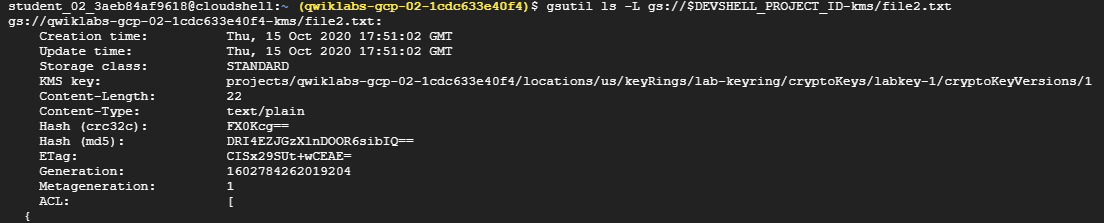 student_02_3aeb84af9618@cloudshell:~ (qwiklabs-gcp-02-1cdc633e40f4)$ gsutil ls -L gs://$DEVSHELL_PROJECT_ID-kms/file2.txt
gs://qwiklabs-gcp-02-1cdc633e40f4-kms/file2.txt:
    Creation time:          Thu, 15 Oct 2020 17:51:02 GMT
    Update time:            Thu, 15 Oct 2020 17:51:02 GMT
    Storage class:          STANDARD
    KMS key:                projects/qwiklabs-gcp-02-1cdc633e40f4/locations/us/keyRings/lab-keyring/cryptoKeys/labkey-1/cryptoKeyVersions/1
    Content-Length:         22
    Content-Type:           text/plain
    Hash (crc32c):          FX0Kcg==
    Hash (md5):             DRI4EZJGzXlnDOOR6sibIQ==
    ETag:                   CISx29SUt+wCEAE=
    Generation:             1602784262019204
    Metageneration:         1
    ACL:                    [
  {